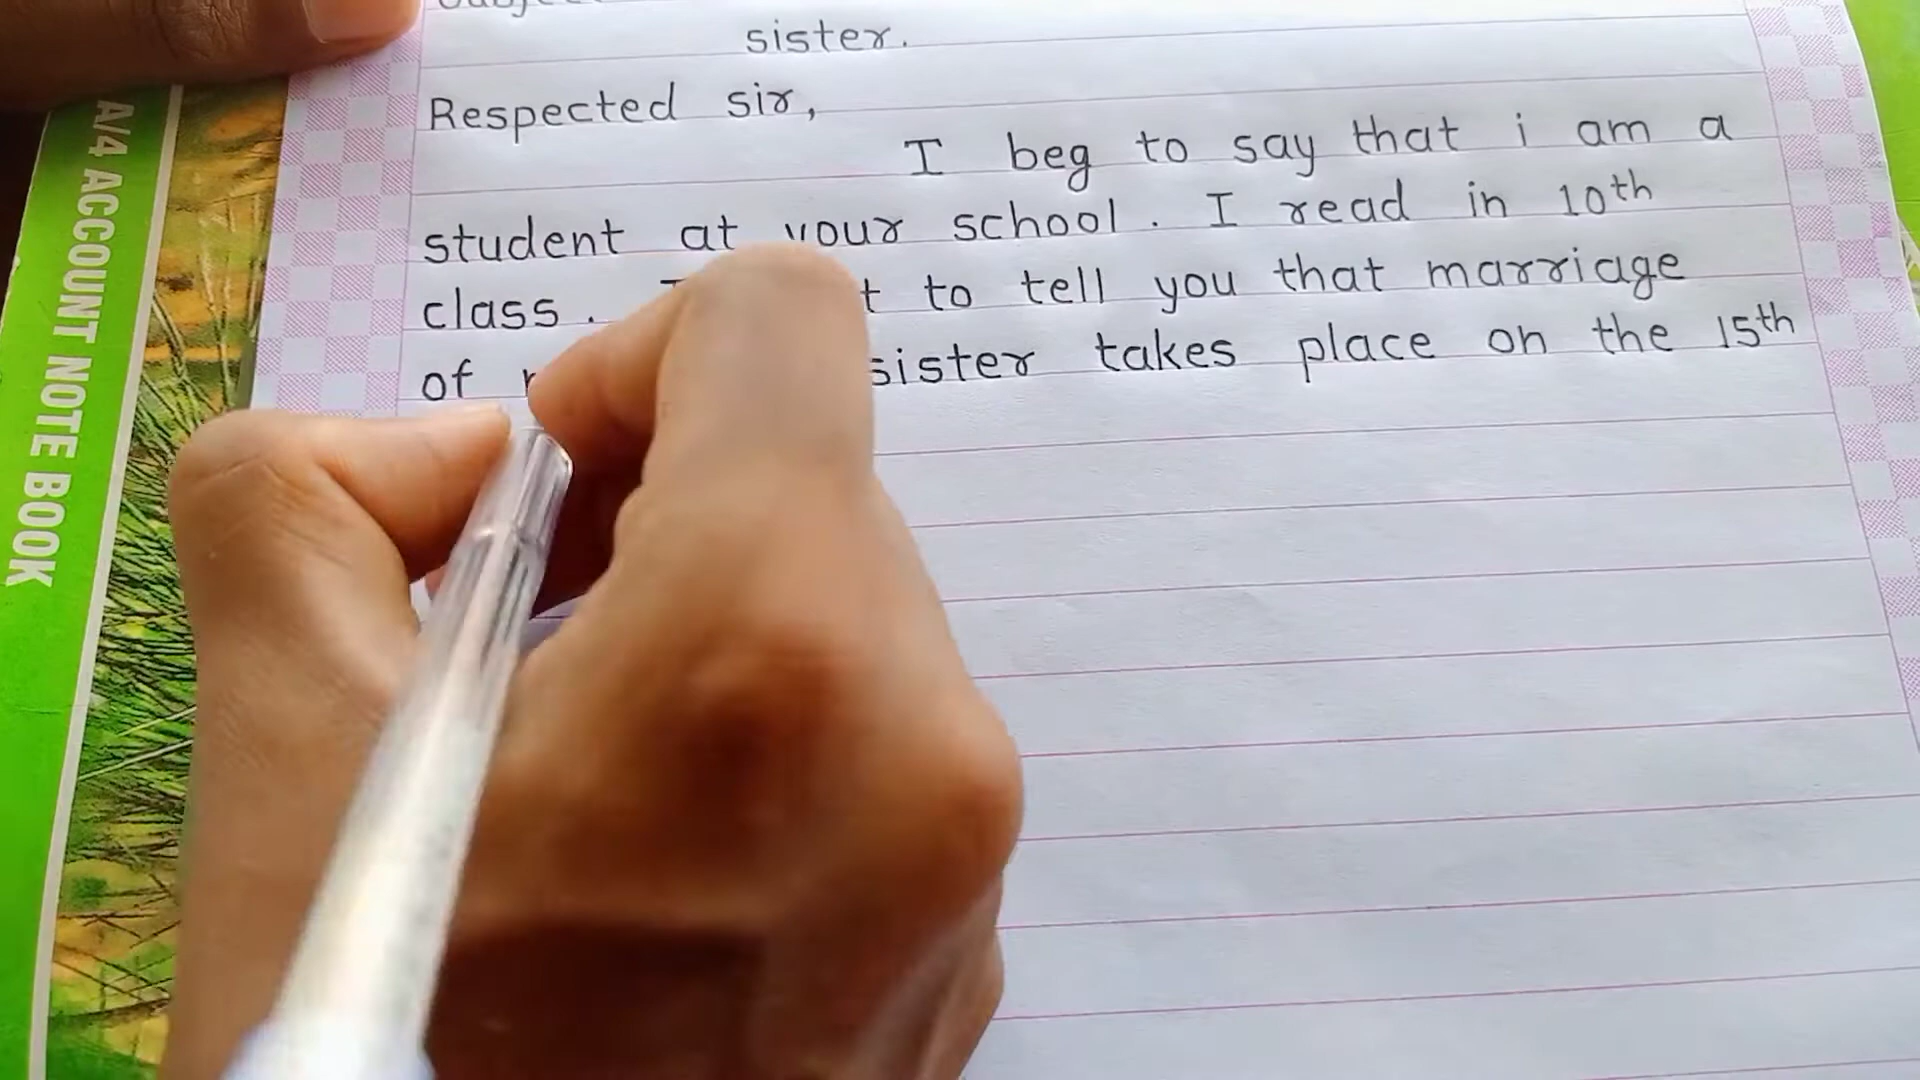 sister.
Respected sir,
I beg to say that i am a
student at your school. I read in 10th
class. to tell you that marriage
of sister takes place on the 15th
A/4 ACCOUNT NOTE BOOK